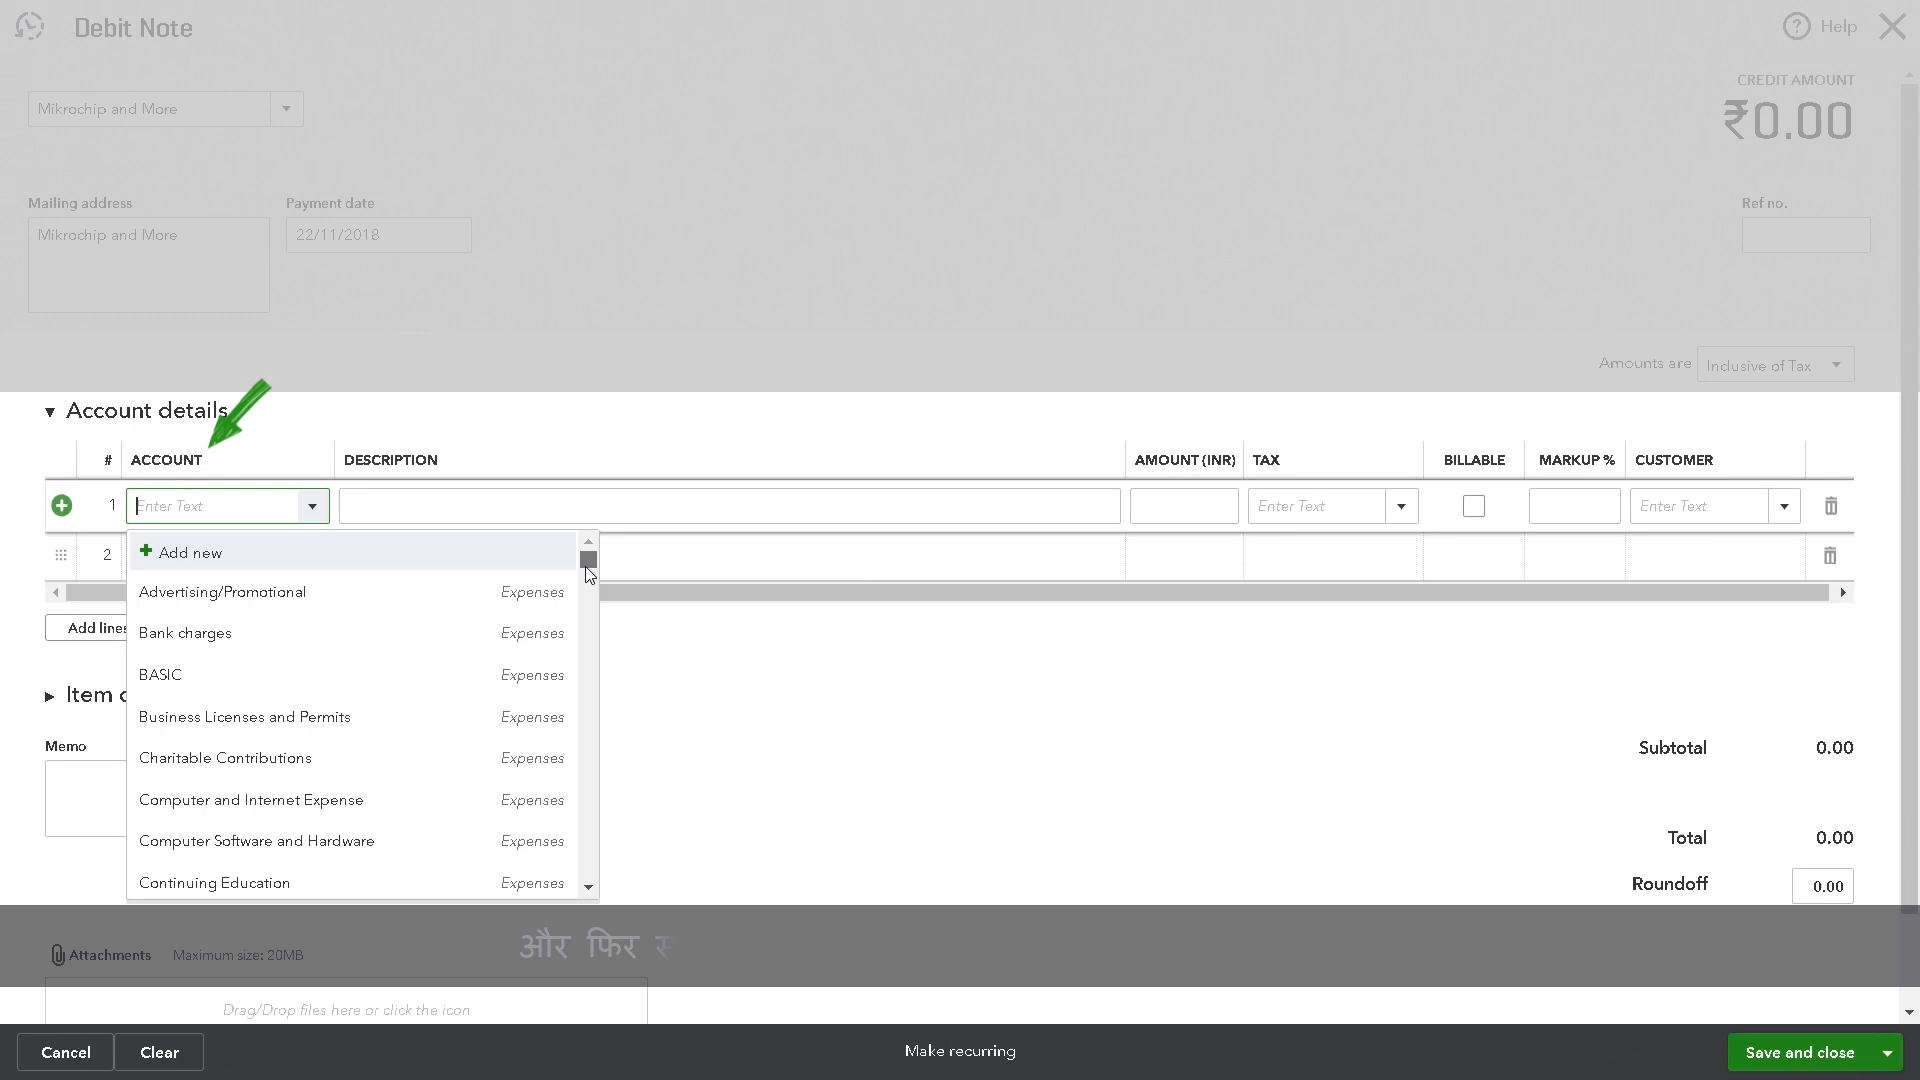 Debit Note
Help
CREDIT AMOUNT
₹0.00
Mikrochip and More
Mailing address
Payment date
Ref no.
Mikrochip and More
22/11/2018
Amounts are
Inclusive of Tax
Account details
# ACCOUNT DESCRIPTION AMOUNT (INR) TAX BILLABLE MARKUP % CUSTOMER
1 Enter Text Enter Text Enter Text
2
Add new
Advertising/Promotional Expenses
Bank charges Expenses
BASIC Expenses
Business Licenses and Permits Expenses
Charitable Contributions Expenses
Computer and Internet Expense Expenses
Computer Software and Hardware Expenses
Continuing Education Expenses
Add lines
Item
Memo
Subtotal 0.00
Total 0.00
Roundoff 0.00
और फिर
Attachments Maximum size: 20MB
Drag/Drop files here or click the icon
Cancel
Clear
Make recurring
Save and close